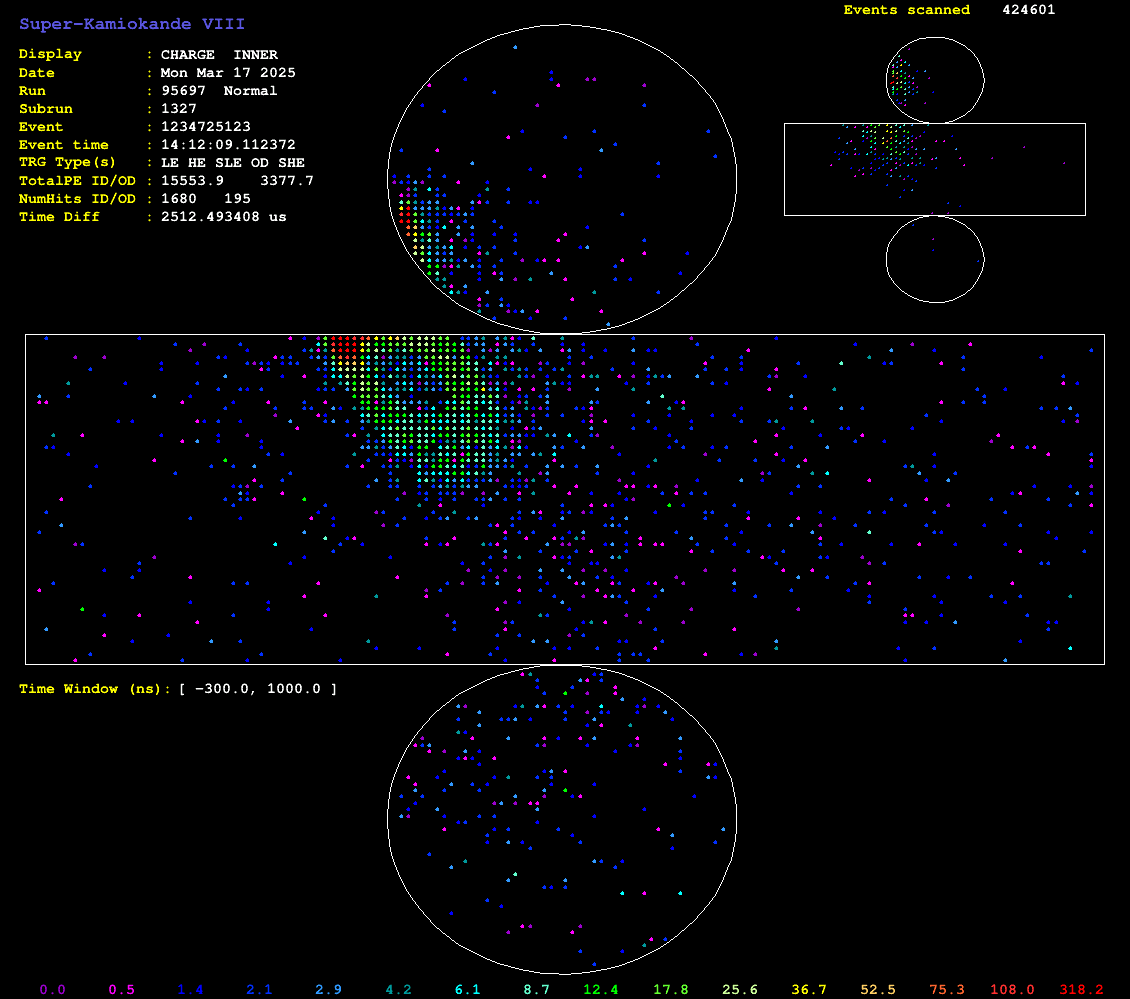 Events scanned 424601
Super-Kamiokande VIII
Display : CHARGE INNER
Date : Mon Mar 17 2025
Run : 95697 Normal
Subrun : 1327
Event : 1234725123
Event time : 14:12:09.112372
TRG Type(s) : LE HE SLE OD SHE
TotalPE ID/OD : 15553.9 3377.7
NumHits ID/OD : 1680 195
Time Diff : 2512.493408 us
Time Window (ns): [ -300.0, 1000.0 ]
0.0 0.5 1.4 2.1 2.9 4.2 6.1 8.7 12.4 17.8 25.6 36.7 52.5 75.3 108.0 318.2